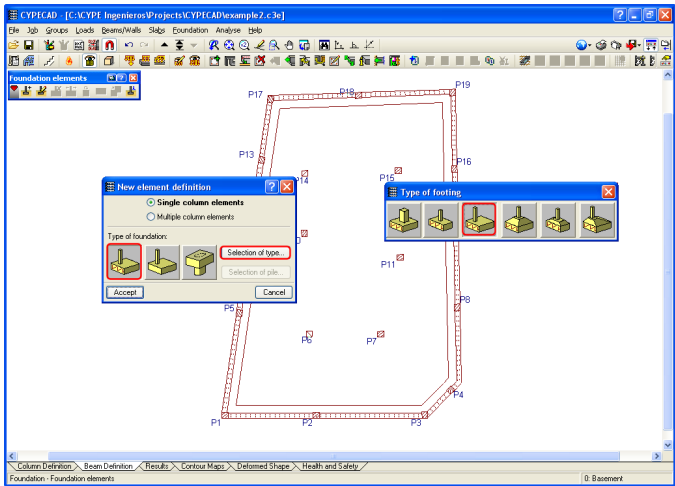 CYPECAD - [C:\CYPE Ingenieros\Projects\CYPECAD\example2.c3e]
File Job Groups Loads Beams/Walls Slabs Foundation Analyse Help
Foundation elements
P17
P18
P19
P13
P14
P15
P16
New element definition
Single column elements
Multiple column elements
Type of foundation:
Selection of type...
Selection of pile...
Accept
Cancel
Type of footing
P11
P5
P8
P6
P7
P4
P1
P2
P3
Column Definition Beam Definition Results Contour Maps Deformed Shape Health and Safety
Foundation - Foundation elements
0: Basement